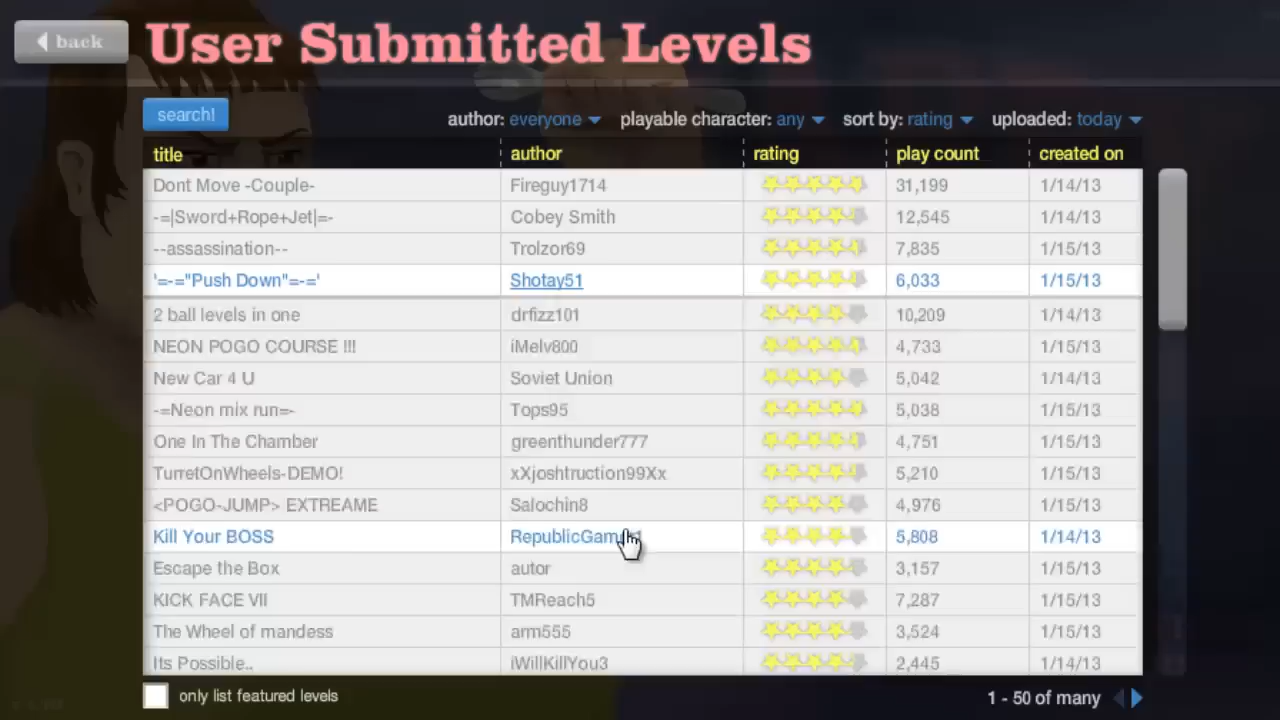 back
User Submitted Levels
search!
author: everyone playable character: any sort by: rating uploaded: today
title author rating play count created on
Dont Move -Couple- Fireguy1714 31,199 1/14/13
-=|Sword+Rope+Jet|=- Cobey Smith 12,545 1/14/13
--assassination-- Trolzor69 7,835 1/15/13
'=-="Push Down"=-=' Shotay51 6,033 1/15/13
2 ball levels in one drfizz101 10,209 1/14/13
NEON POGO COURSE !!! iMelv800 4,733 1/15/13
New Car 4 U Soviet Union 5,042 1/14/13
-=Neon mix run=- Tops95 5,038 1/15/13
One In The Chamber greenthunder777 4,751 1/15/13
TurretOnWheels-DEMO! xXjoshtruction99Xx 5,210 1/15/13
<POGO-JUMP> EXTREAME Salochin8 4,976 1/15/13
Kill Your BOSS 5,808 1/14/13
Escape the Box autor 3,157 1/15/13
KICK FACE VII TMReach5 7,287 1/15/13
The Wheel of mandess arm555 3,524 1/15/13
Its Possible.. iWillKillYou3 2,445 1/14/13
only list featured levels 1 - 50 of many